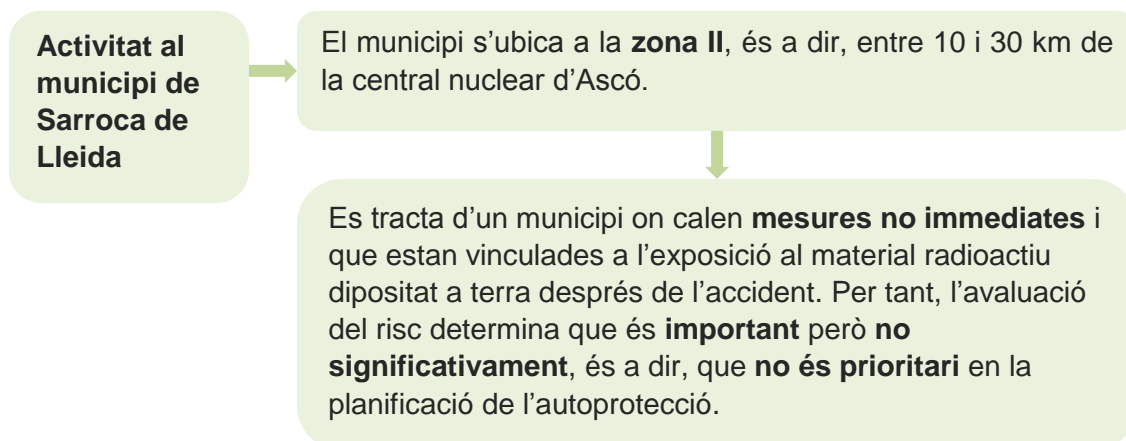 Activitat al
municipi de
Sarroca de
Lleida
El municipi s’ubica a la zona II, és a dir, entre 10 i 30 km de
la central nuclear d’Ascó.
Es tracta d’un municipi on calen mesures no immediates i
que estan vinculades a l’exposició al material radioactiu
dipositat a terra després de l’accident. Per tant, l’avaluació
del risc determina que és important però no
significativament, és a dir, que no és prioritari en la
planificació de l’autoprotecció.